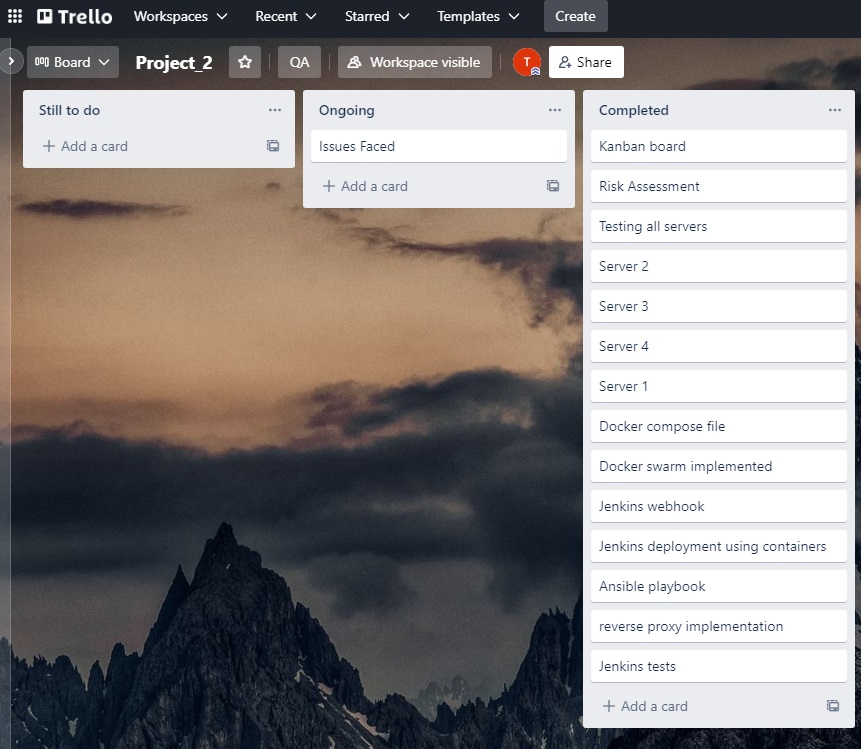 Trello Workspaces Recent Starred Templates Create
Board Project_2 QA Workspace visible T Share
Still to do
Add a card
Ongoing
Issues Faced
Add a card
Completed
Kanban board
Risk Assessment
Testing all servers
Server 2
Server 3
Server 4
Server 1
Docker compose file
Docker swarm implemented
Jenkins webhook
Jenkins deployment using containers
Ansible playbook
reverse proxy implementation
Jenkins tests
Add a card